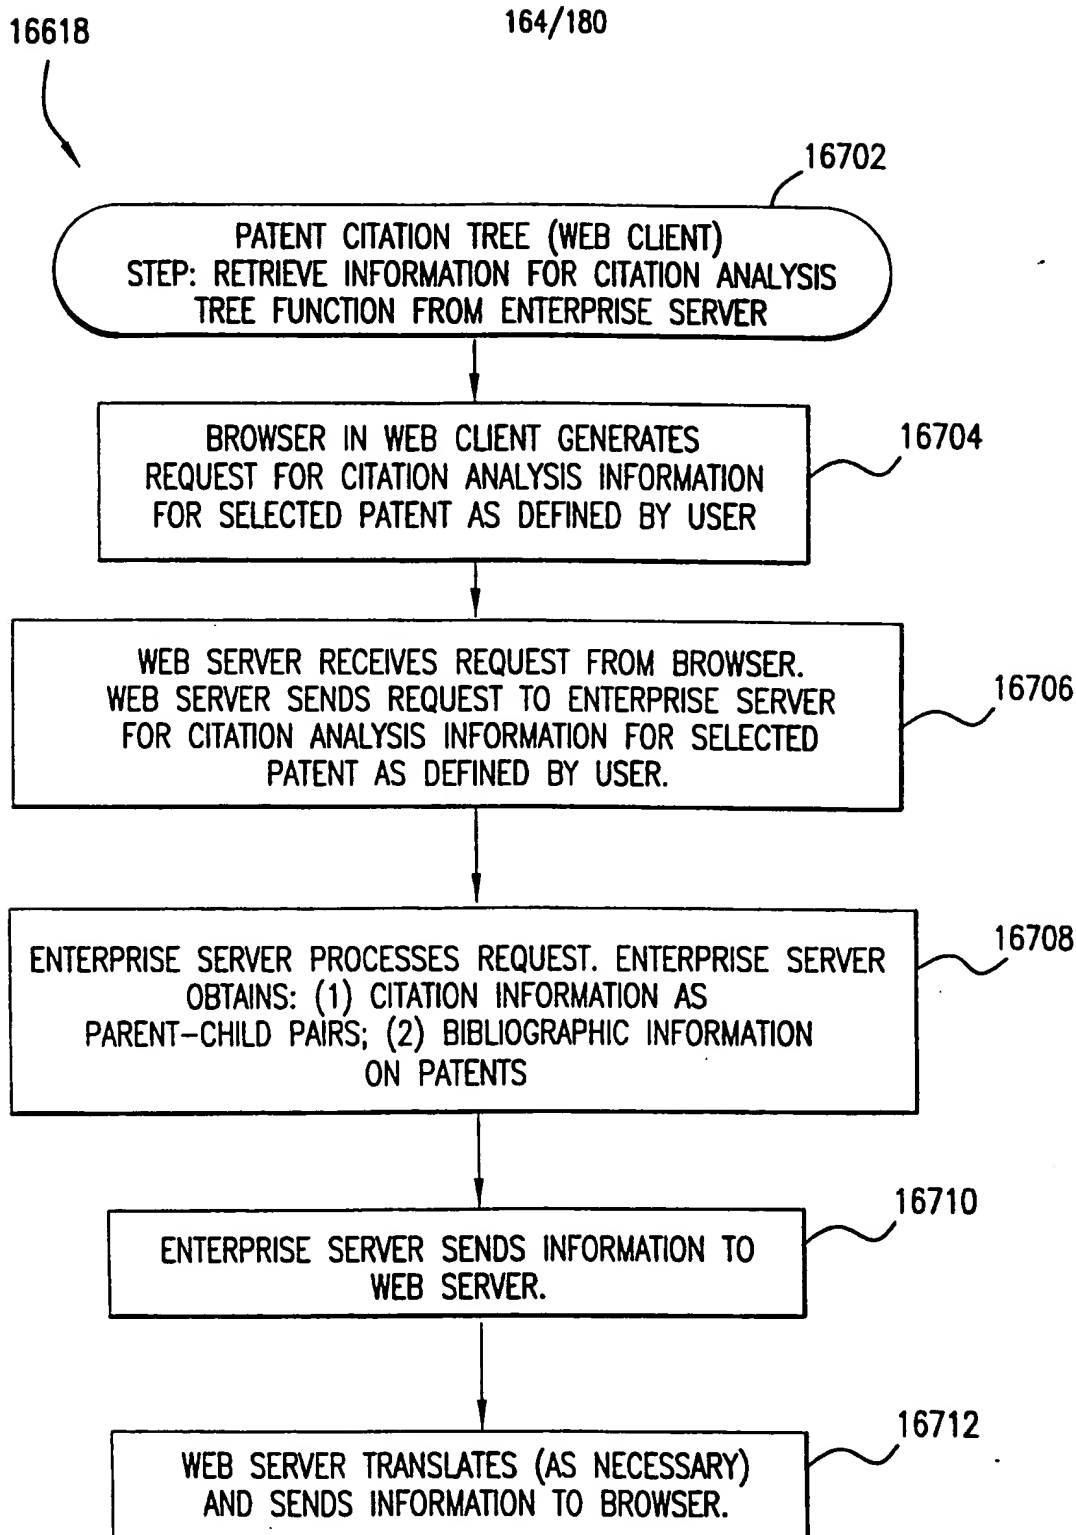 16618
164/180
16702
PATENT CITATION TREE (WEB CLIENT)
STEP: RETRIEVE INFORMATION FOR CITATION ANALYSIS
TREE FUNCTION FROM ENTERPRISE SERVER
BROWSER IN WEB CLIENT GENERATES
REQUEST FOR CITATION ANALYSIS INFORMATION
FOR SELECTED PATENT AS DEFINED BY USER
16704
WEB SERVER RECEIVES REQUEST FROM BROWSER.
WEB SERVER SENDS REQUEST TO ENTERPRISE SERVER
FOR CITATION ANALYSIS INFORMATION FOR SELECTED
PATENT AS DEFINED BY USER.
16706
ENTERPRISE SERVER PROCESSES REQUEST. ENTERPRISE SERVER
OBTAINS: (1) CITATION INFORMATION AS
PARENT-CHILD PAIRS; (2) BIBLIOGRAPHIC INFORMATION
ON PATENTS
16708
ENTERPRISE SERVER SENDS INFORMATION TO
WEB SERVER.
16710
WEB SERVER TRANSLATES (AS NECESSARY)
AND SENDS INFORMATION TO BROWSER.
16712